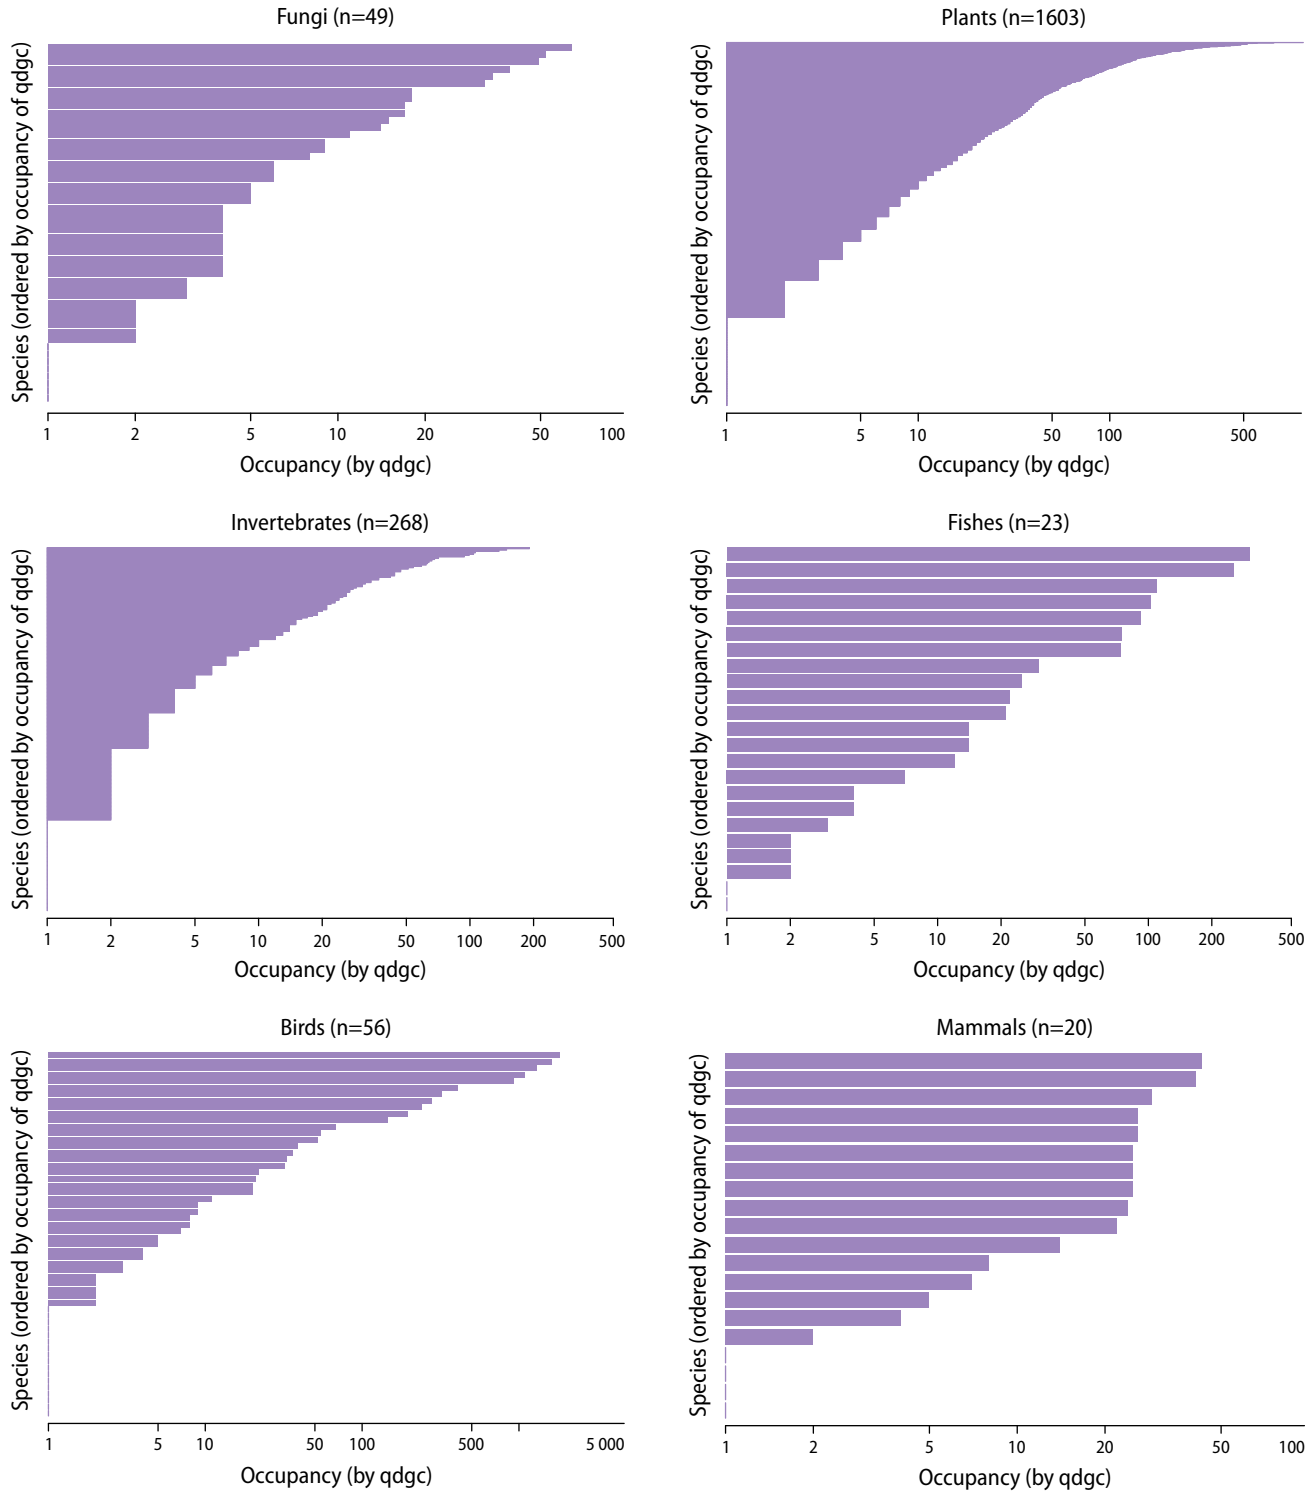 Fungi (n=49)
Species (ordered by occupancy of qdgc)
1 2 5 10 20 50 100
Occupancy (by qdgc)
Plants (n=1603)
Species (ordered by occupancy of qdgc)
1 5 10 50 100 500
Occupancy (by qdgc)
Invertebrates (n=268)
Species (ordered by occupancy of qdgc)
1 2 5 10 20 50 100 200 500
Occupancy (by qdgc)
Fishes (n=23)
Species (ordered by occupancy of qdgc)
1 2 5 10 20 50 100 200 500
Occupancy (by qdgc)
Birds (n=56)
Species (ordered by occupancy of qdgc)
1 5 10 50 100 500 5 000
Occupancy (by qdgc)
Mammals (n=20)
Species (ordered by occupancy of qdgc)
1 2 5 10 20 50 100
Occupancy (by qdgc)